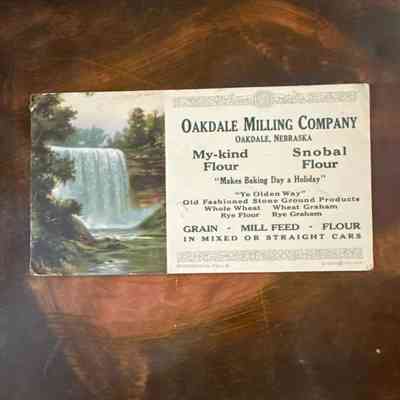 OAKDALE MILLING COMPANY
OAKDALE, NEBRASKA
My-kind Snobal
Flour Flour
"Makes Baking Day a Holiday"
"Ye Olden Way"
Old Fashioned Stone Ground Products
Whole Wheat Wheat Graham
Rye Flour Rye Graham
GRAIN - MILL FEED - FLOUR
IN MIXED OR STRAIGHT CARS